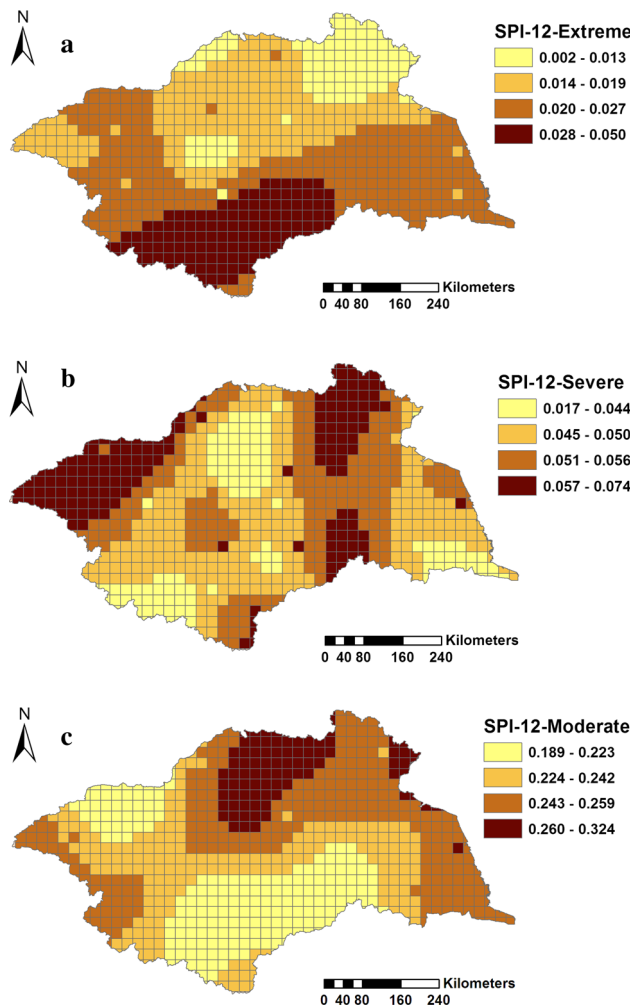 N
a
SPI-12-Extreme
0.002 - 0.013
0.014 - 0.019
0.020 - 0.027
0.028 - 0.050
Kilometers
0 40 80 160 240
N
b
SPI-12-Severe
0.017 - 0.044
0.045 - 0.050
0.051 - 0.056
0.057 - 0.074
Kilometers
0 40 80 160 240
N
c
SPI-12-Moderate
0.189 - 0.223
0.224 - 0.242
0.243 - 0.259
0.260 - 0.324
Kilometers
0 40 80 160 240